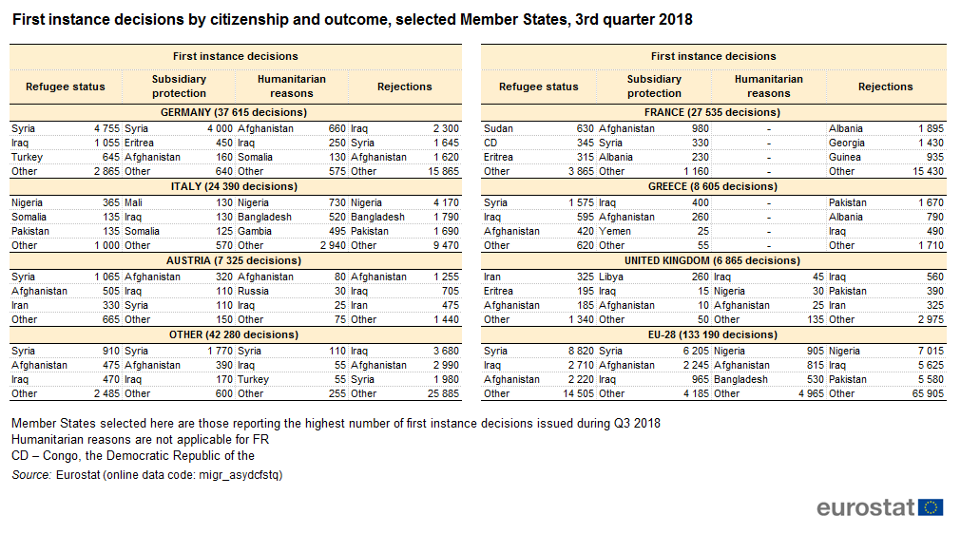 First instance decisions by citizenship and outcome, selected Member States, 3rd quarter 2018
First instance decisions
Refugee status Subsidiary protection Humanitarian reasons Rejections
GERMANY (37 615 decisions)
Syria 4 755 Syria 4 000 Afghanistan 660 Iraq 2 300
Iraq 1 055 Eritrea 450 Iraq 250 Syria 1 645
Turkey 645 Afghanistan 160 Somalia 130 Afghanistan 1 620
Other 2 865 Other 640 Other 575 Other 15 865
ITALY (24 390 decisions)
Nigeria 365 Mali 130 Nigeria 730 Nigeria 4 170
Somalia 135 Iraq 130 Bangladesh 520 Bangladesh 1 790
Pakistan 135 Somalia 125 Gambia 495 Pakistan 1 690
Other 1 000 Other 570 Other 2 940 Other 9 470
AUSTRIA (7 325 decisions)
Syria 1 065 Afghanistan 320 Afghanistan 80 Afghanistan 1 255
Afghanistan 505 Iraq 110 Russia 30 Iraq 705
Iran 330 Syria 110 Iraq 25 Iran 475
Other 665 Other 150 Other 75 Other 1 440
OTHER (42 280 decisions)
Syria 910 Syria 1 770 Syria 110 Iraq 3 680
Afghanistan 475 Afghanistan 390 Iraq 55 Afghanistan 2 990
Iraq 470 Iraq 170 Turkey 55 Syria 1 980
Other 2 485 Other 600 Other 255 Other 25 885
First instance decisions
Refugee status Subsidiary protection Humanitarian reasons Rejections
FRANCE (27 535 decisions)
Sudan 630 Afghanistan 980 - Albania 1 895
CD 345 Syria 330 - Georgia 1 430
Eritrea 315 Albania 230 - Guinea 935
Other 3 865 Other 1 160 - Other 15 430
GREECE (8 605 decisions)
Syria 1 575 Iraq 400 - Pakistan 1 670
Iraq 595 Afghanistan 260 - Albania 790
Afghanistan 420 Yemen 25 - Iraq 490
Other 620 Other 55 - Other 1 710
UNITED KINGDOM (6 865 decisions)
Iran 325 Libya 260 Iraq 45 Iraq 560
Eritrea 195 Iraq 15 Nigeria 30 Pakistan 390
Afghanistan 185 Afghanistan 10 Afghanistan 25 Iran 325
Other 1 340 Other 50 Other 135 Other 2 975
EU-28 (133 190 decisions)
Syria 8 820 Syria 6 205 Nigeria 905 Nigeria 7 015
Iraq 2 710 Afghanistan 2 245 Afghanistan 815 Iraq 5 625
Afghanistan 2 220 Iraq 965 Bangladesh 530 Pakistan 5 580
Other 14 505 Other 4 185 Other 4 965 Other 65 905
Member States selected here are those reporting the highest number of first instance decisions issued during Q3 2018
Humanitarian reasons are not applicable for FR
CD – Congo, the Democratic Republic of the
Source: Eurostat (online data code: migr_asydcfstq)
eurostat